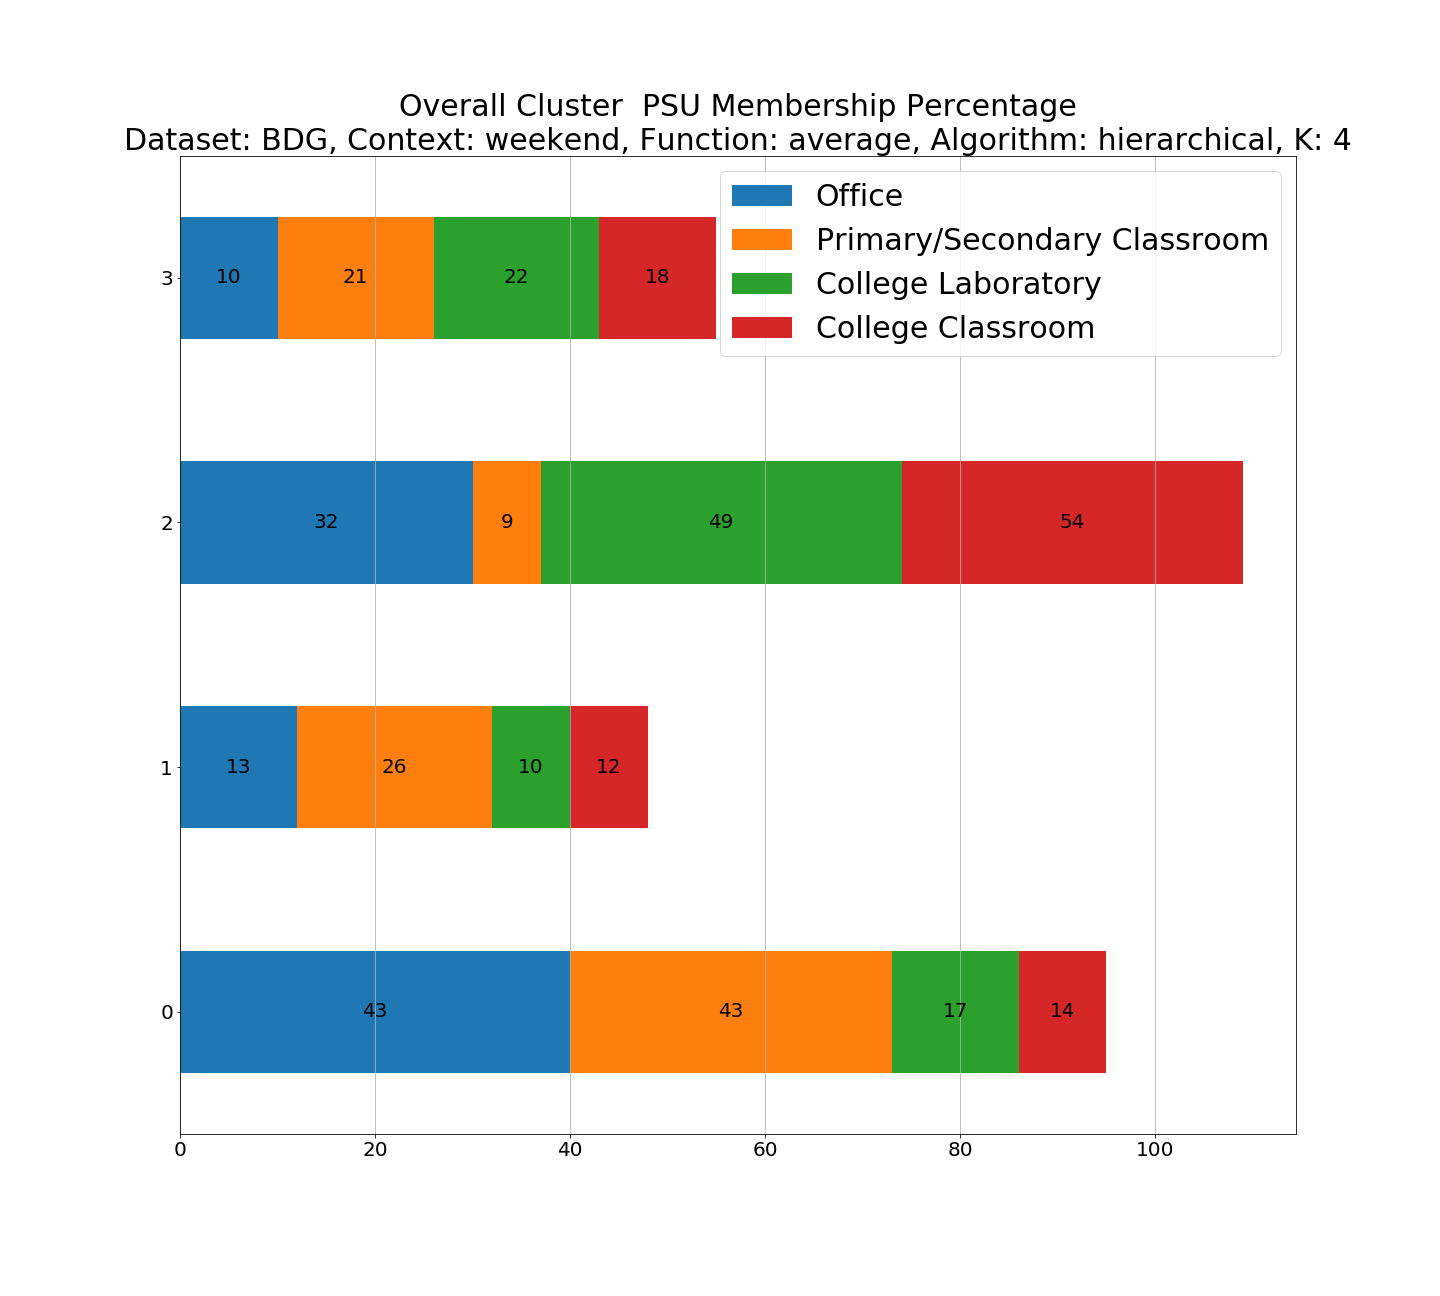 Overall Cluster  PSU Membership Percentage
Dataset: BDG, Context: weekend, Function: average, Algorithm: hierarchical, K: 4
Office
Primary/Secondary Classroom
College Laboratory
College Classroom
3 10 21 22 18
2 32 9 49 54
1 13 26 10 12
0 43 43 17 14
0 20 40 60 80 100